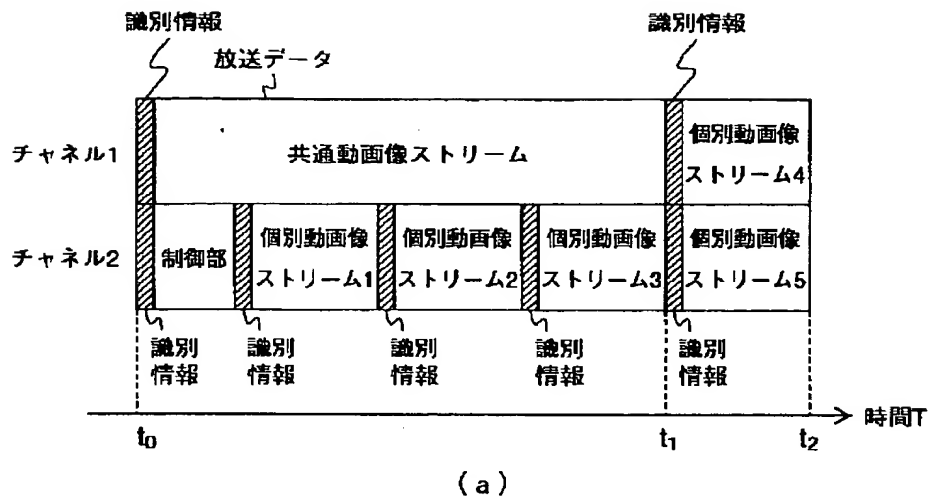 識別情報
識別情報
放送データ
チャネル1
共通動画像ストリーム
個別動画像
ストリーム4
チャネル2
制御部
個別動画像
ストリーム1
個別動画像
ストリーム2
個別動画像
ストリーム3
個別動画像
ストリーム5
識別
情報
識別
情報
識別
情報
識別
情報
識別
情報
時間T
t0
t1
t2
(a)